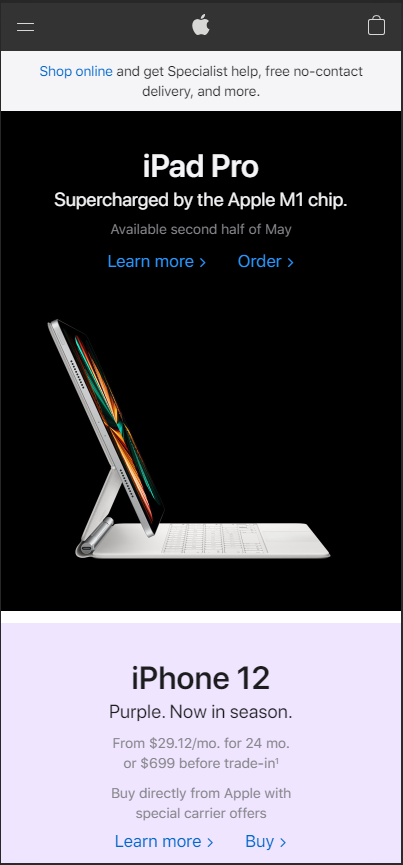 Shop online and get Specialist help, free no-contact
delivery, and more.
iPad Pro
Supercharged by the Apple M1 chip.
Available second half of May
Learn more >
Order >
iPhone 12
Purple. Now in season.
From $29.12/mo. for 24 mo.
or $699 before trade-in¹
Buy directly from Apple with
special carrier offers
Learn more >
Buy >